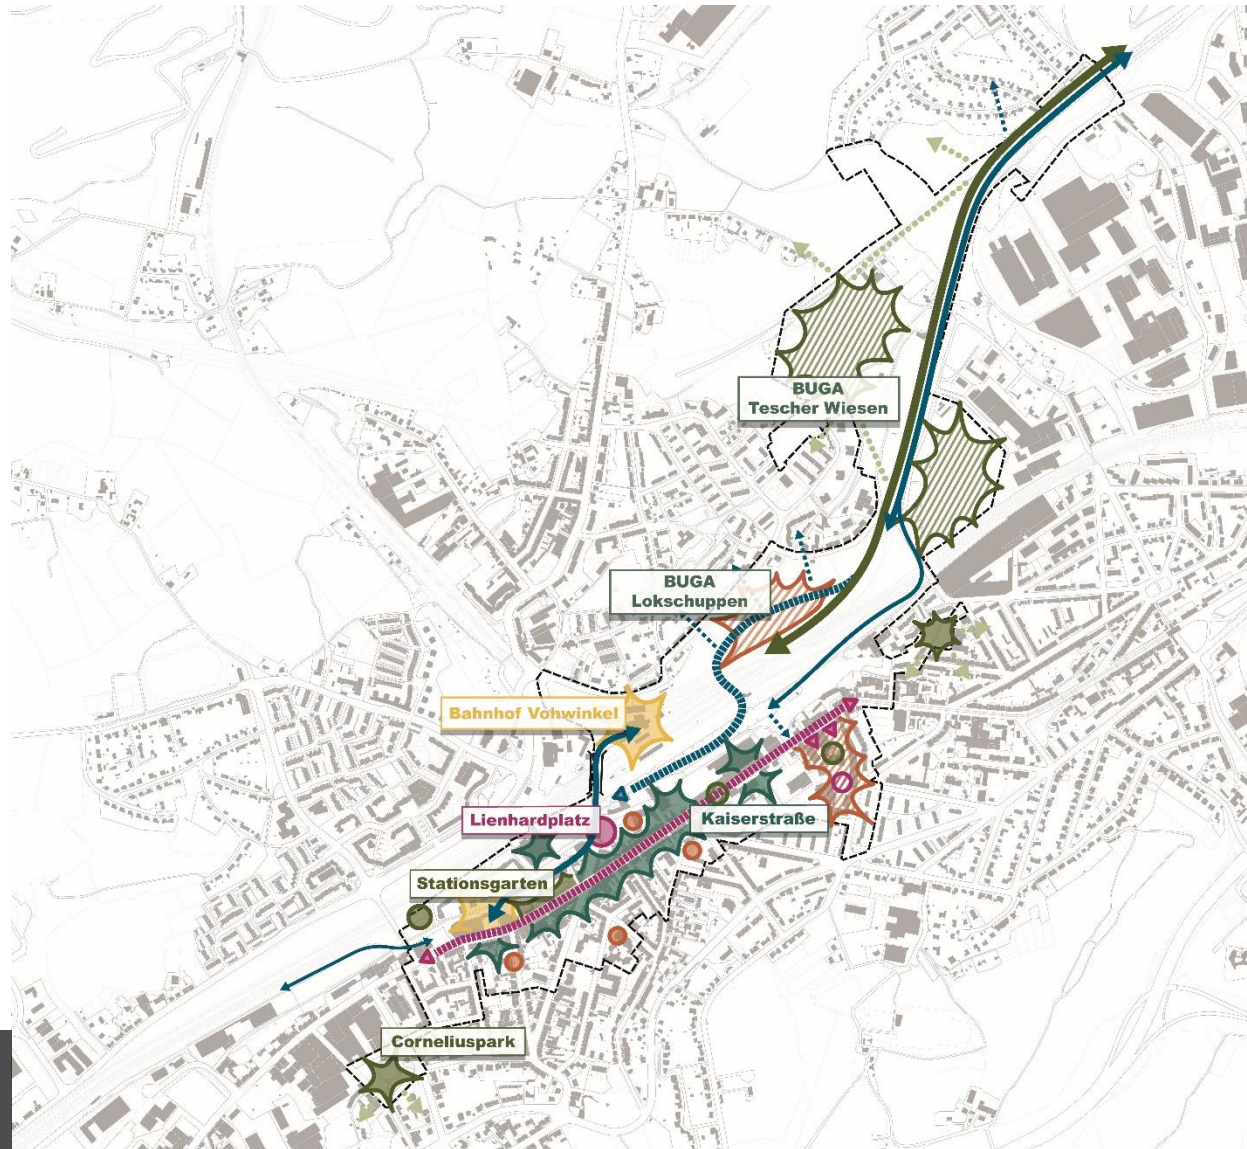 BUGA
Tescher Wiesen
BUGA
Lokschuppen
Bahnhof Vohwinkel
Lienhardplatz
Kaiserstraße
Stationsgarten
Corneliuspark